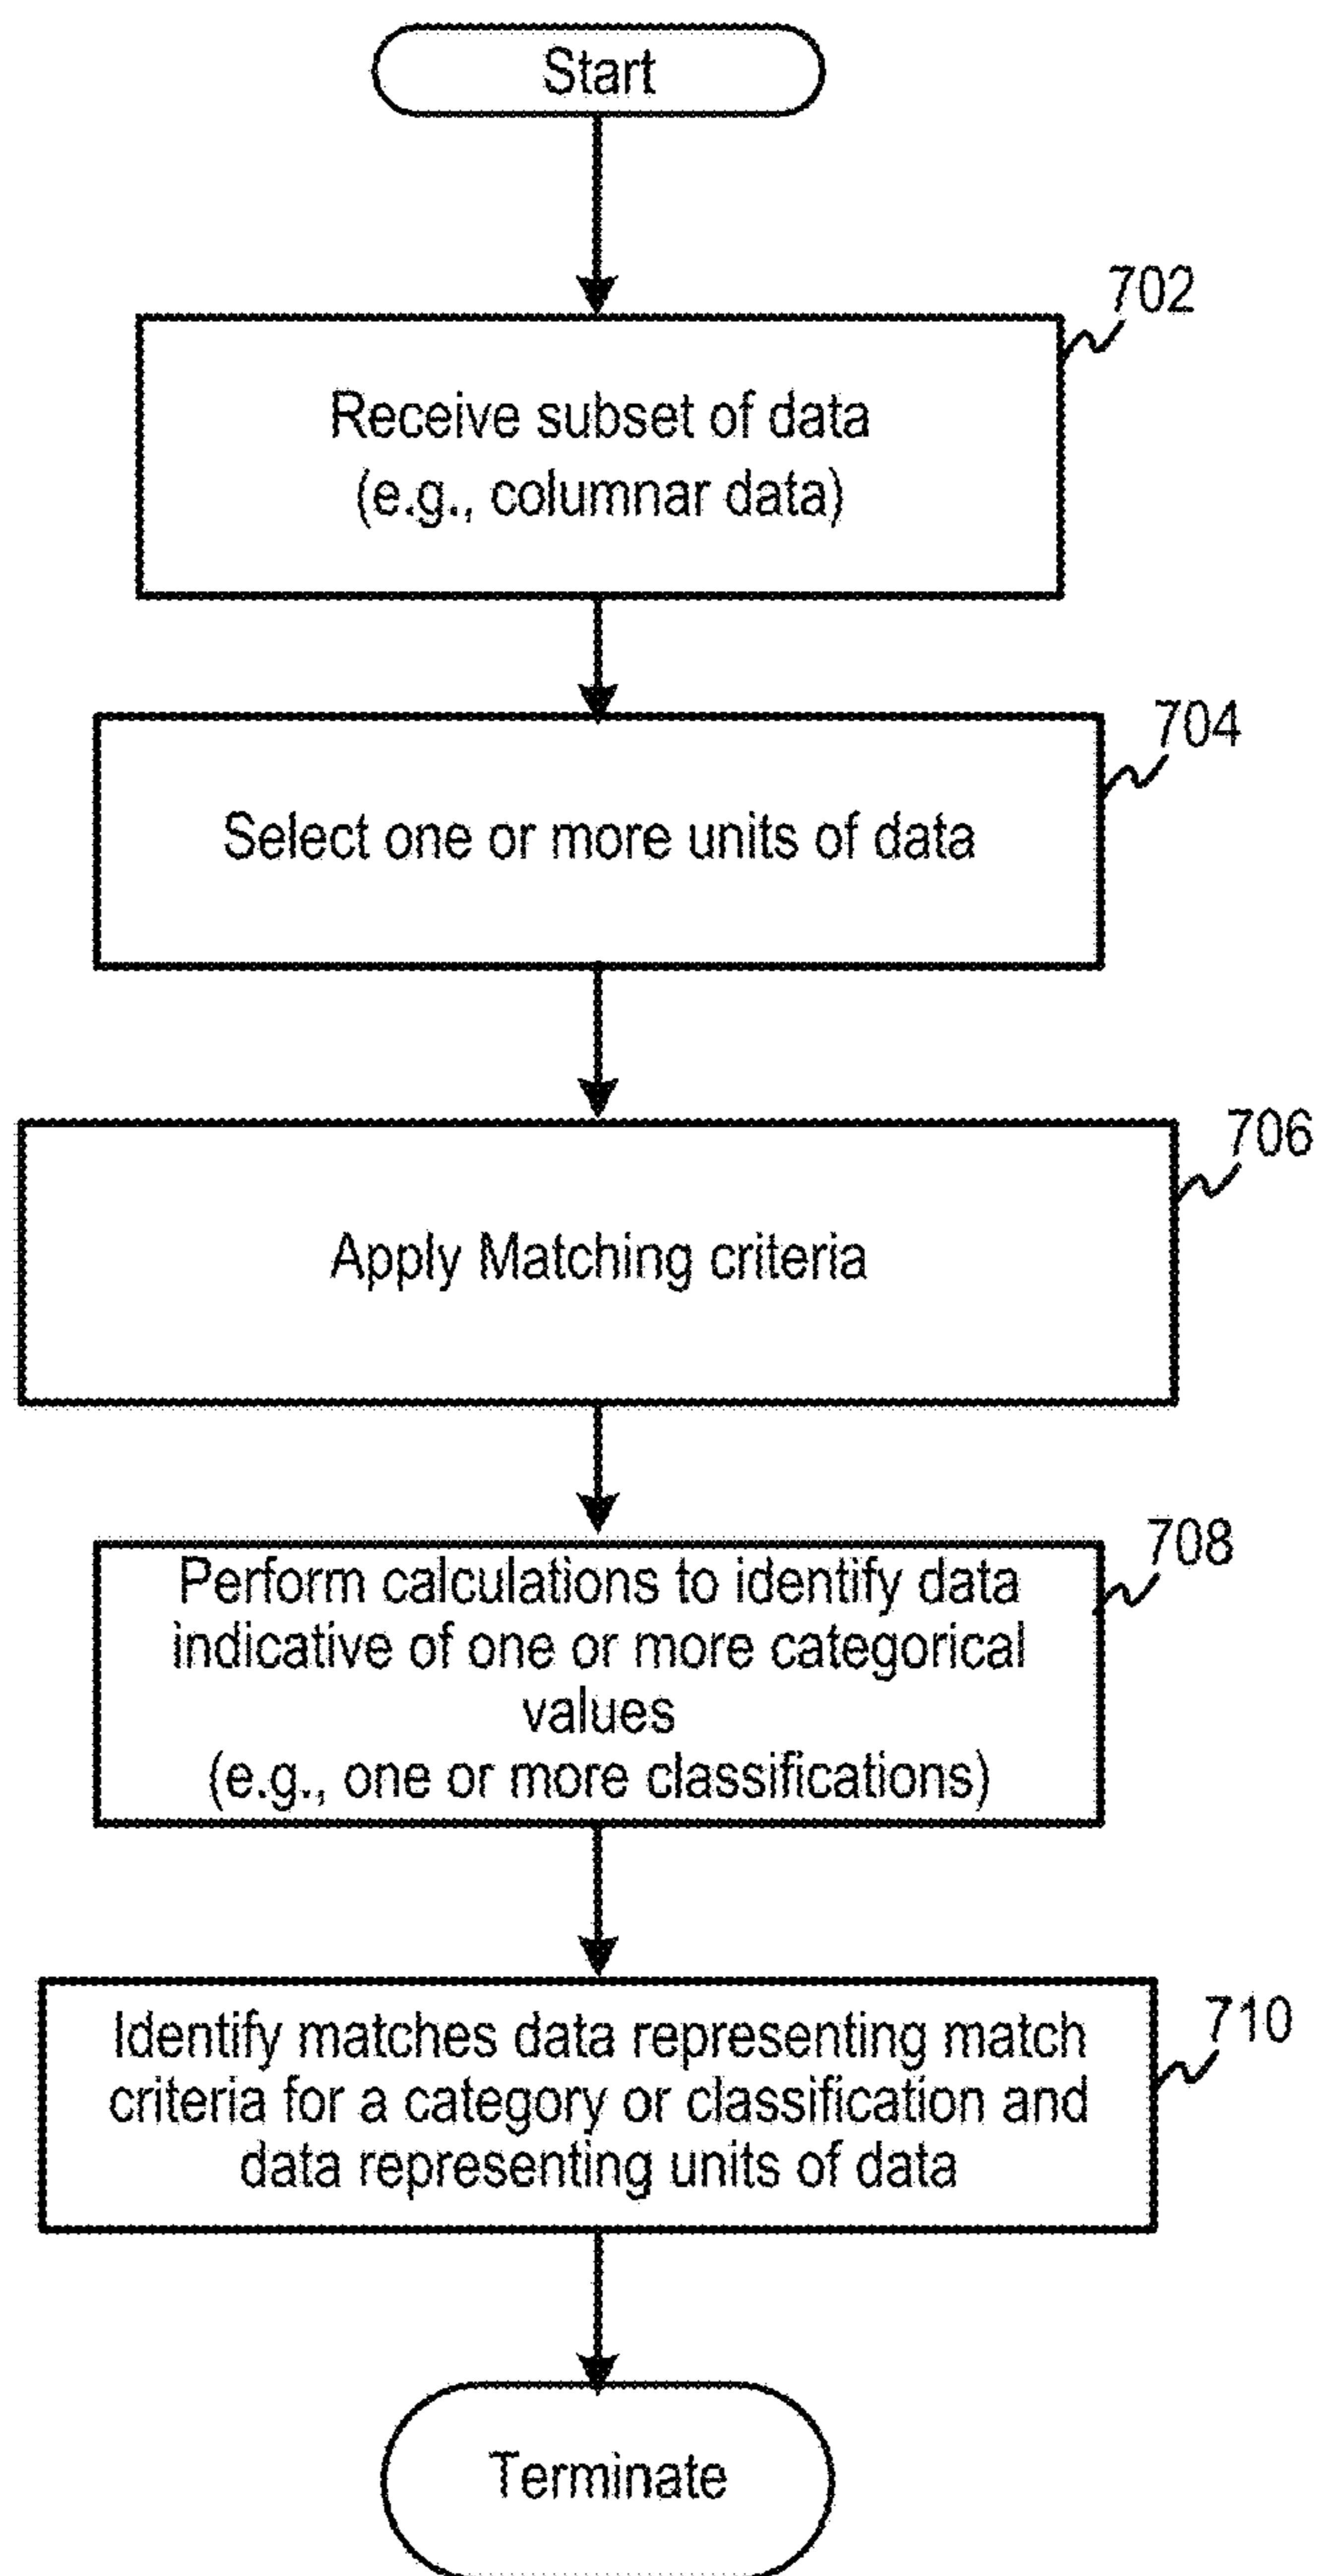 Start
702
Receive subset of data
(e.g., columnar data)
704
Select one or more units of data
706
Apply Matching criteria
708
Perform calculations to identify data
indicative of one or more categorical
values
(e.g., one or more classifications)
710
Identify matches data representing match
criteria for a category or classification and
data representing units of data
Terminate